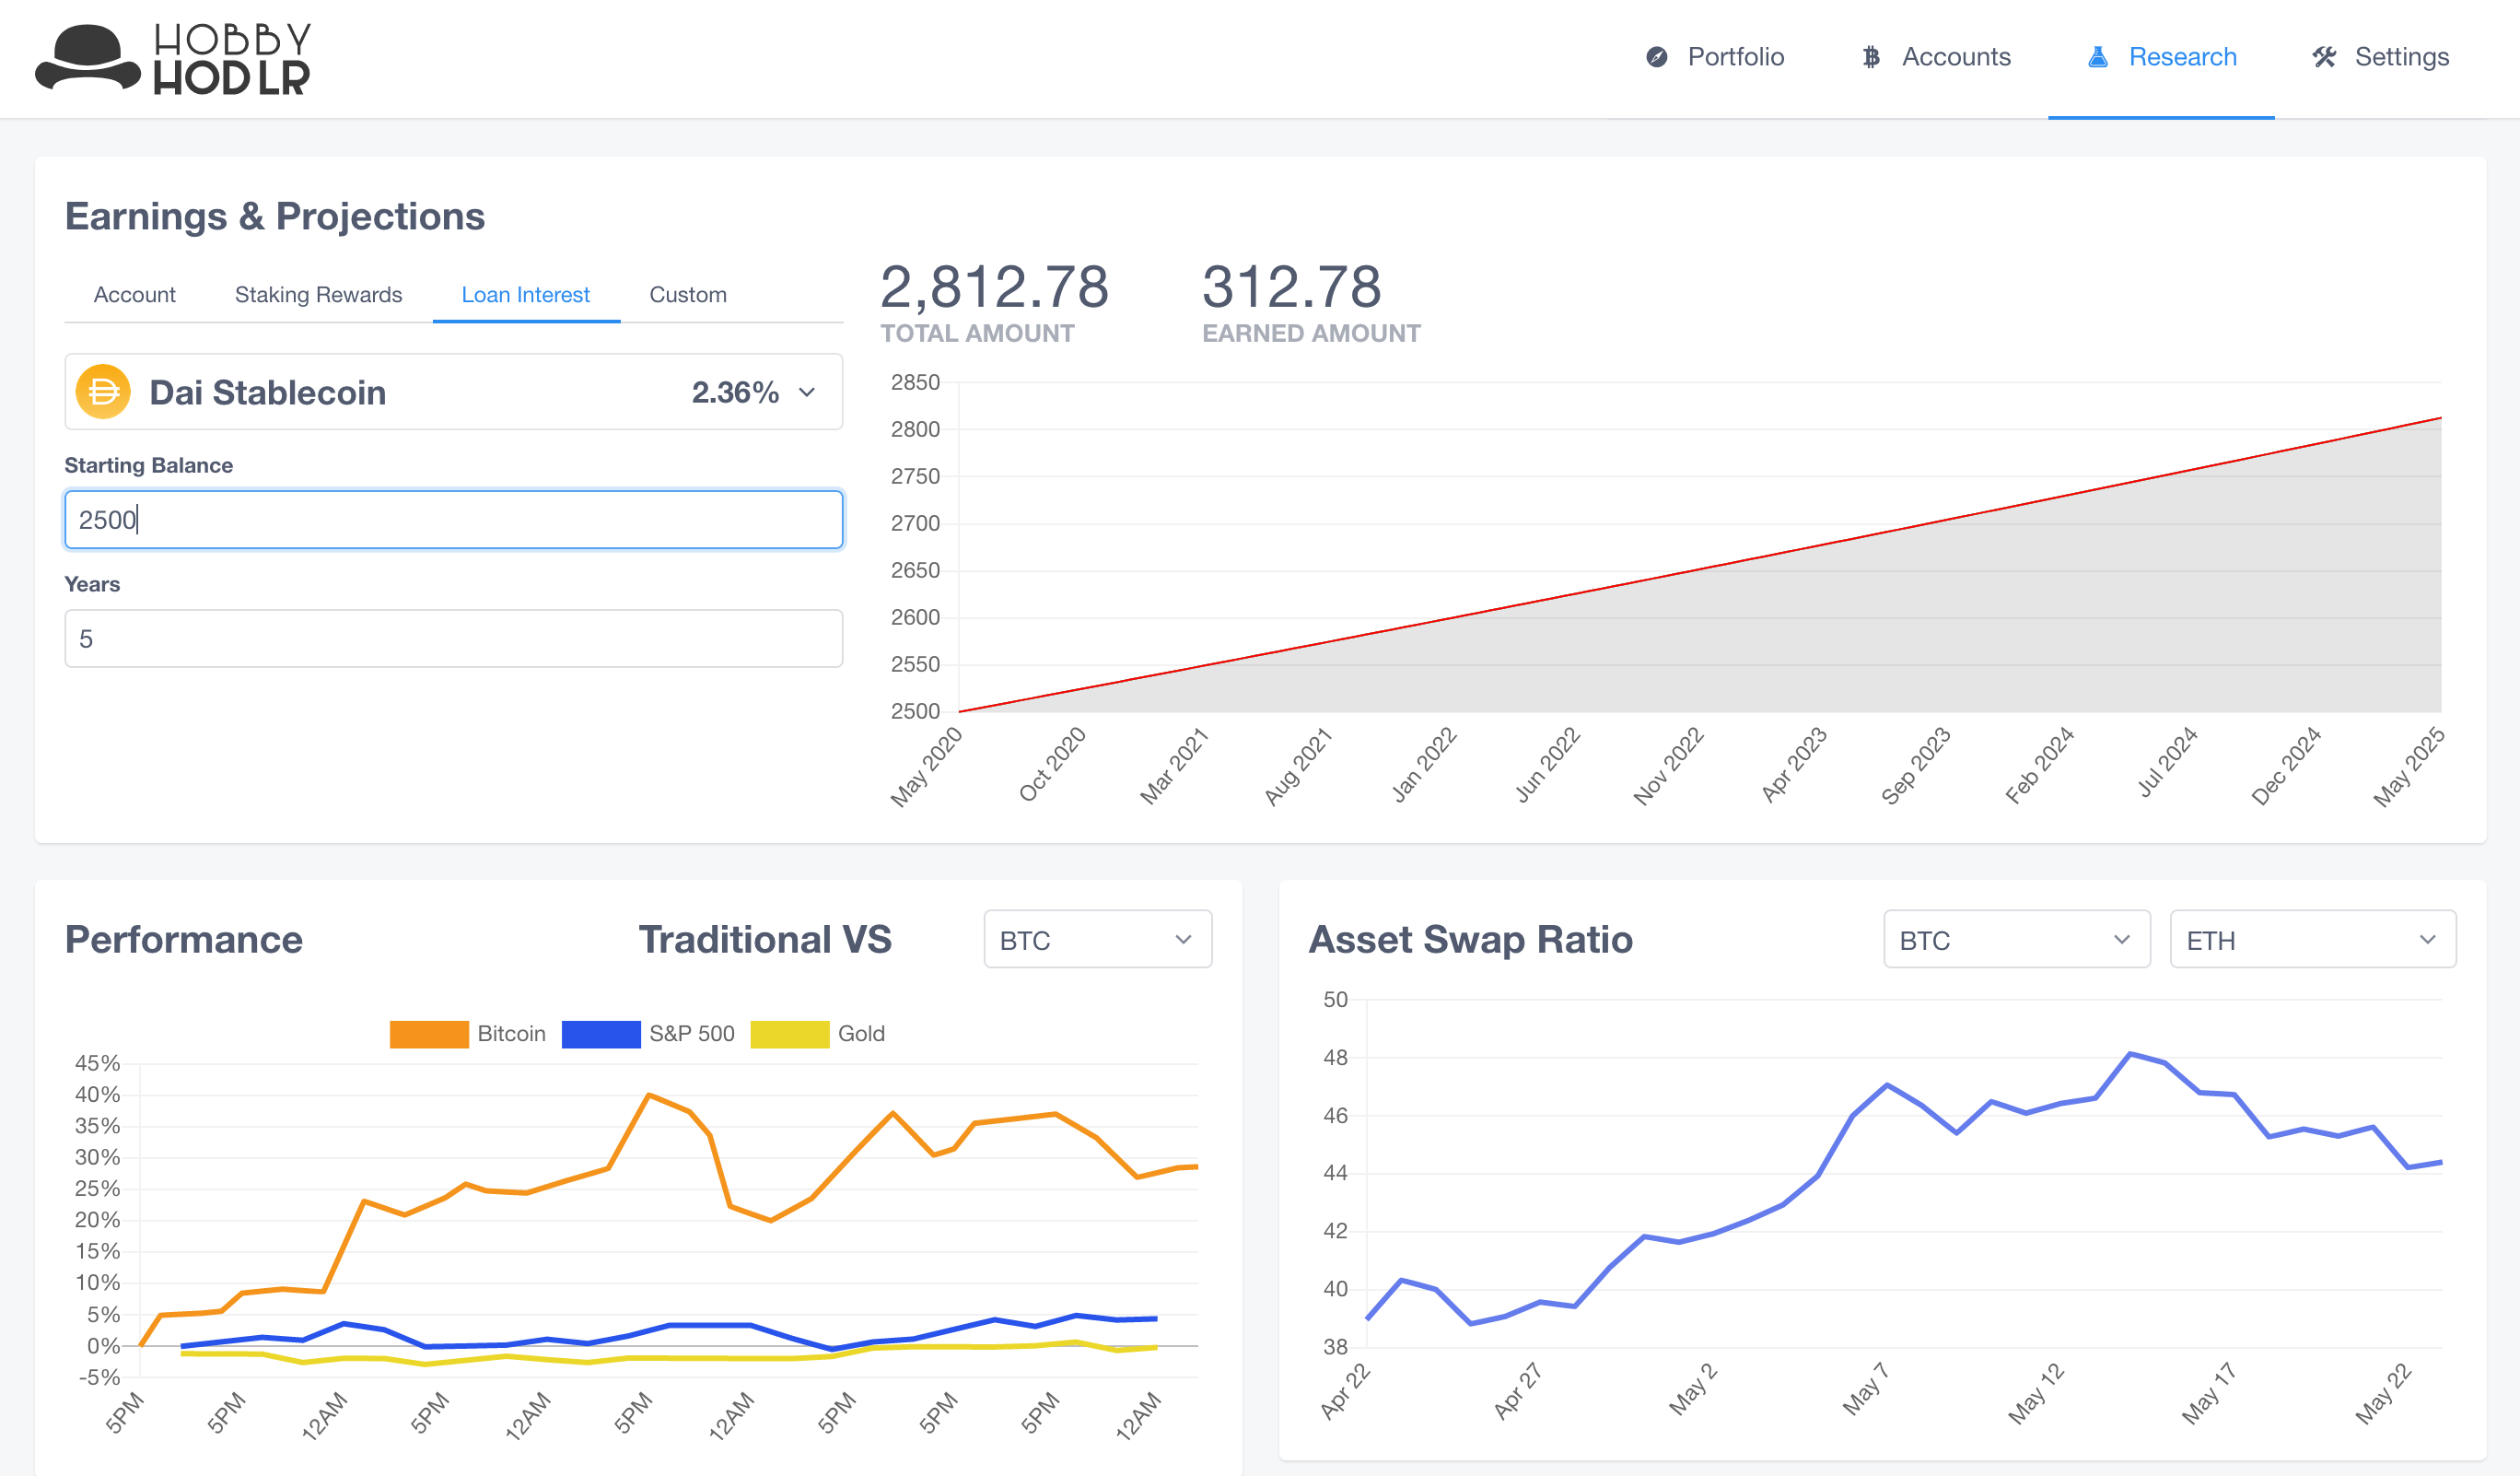 HOBBY
HODLR
Portfolio
Accounts
Research
Settings
Earnings & Projections
Account
Staking Rewards
Loan Interest
Custom
Dai Stablecoin
2.36%
Starting Balance
2500
Years
5
2,812.78
TOTAL AMOUNT
312.78
EARNED AMOUNT
2850
2800
2750
2700
2650
2600
2550
2500
May 2020
Oct 2020
Mar 2021
Aug 2021
Jan 2022
Jun 2022
Nov 2022
Apr 2023
Sep 2023
Feb 2024
Jul 2024
Dec 2024
May 2025
Performance
Traditional VS
BTC
Bitcoin
S&P 500
Gold
45%
40%
35%
30%
25%
20%
15%
10%
5%
0%
-5%
5PM
5PM
12AM
5PM
12AM
5PM
12AM
5PM
5PM
5PM
12AM
Asset Swap Ratio
BTC
ETH
50
48
46
44
42
40
38
Apr 22
Apr 27
May 2
May 7
May 12
May 17
May 22